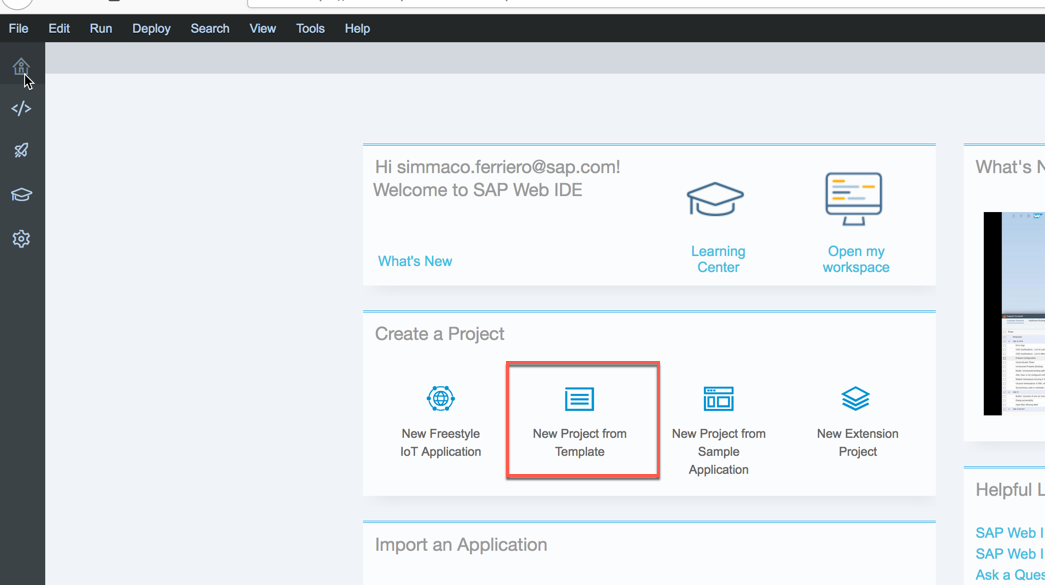 File Edit Run Deploy Search View Tools Help
Hi simmaco.ferriero@sap.com!
Welcome to SAP Web IDE
What's New
Learning
Center
Open my
workspace
What's N
Create a Project
New Freestyle
IoT Application
New Project from
Template
New Project from
Sample
Application
New Extension
Project
Import an Application
Helpful L
SAP Web I
SAP Web I
Ask a Ques